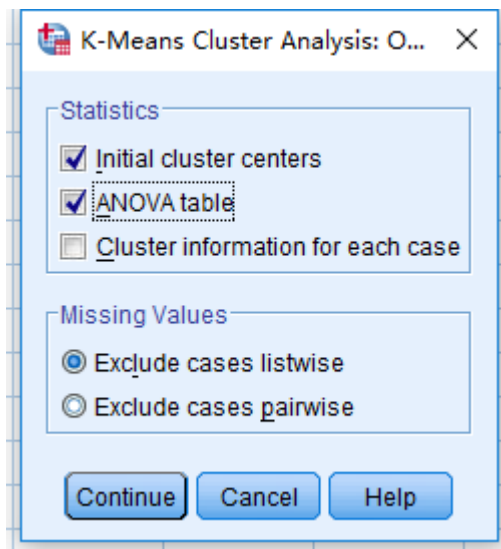 K-Means Cluster Analysis: O...
Statistics
Initial cluster centers
ANOVA table
Cluster information for each case
Missing Values
Exclude cases listwise
Exclude cases pairwise
Continue Cancel Help